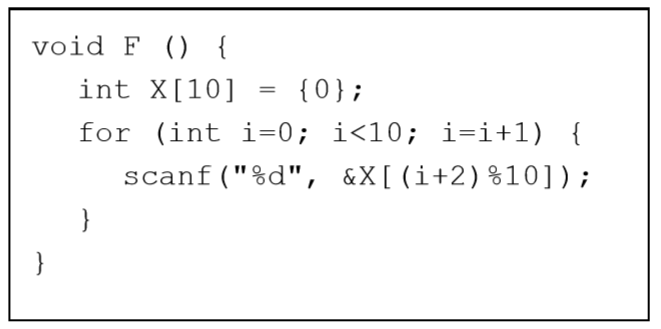 void F () {
int X[10] = {0};
for (int i=0; i<10; i=i+1) {
scanf("%d", &X[(i+2)%10]);
}
}